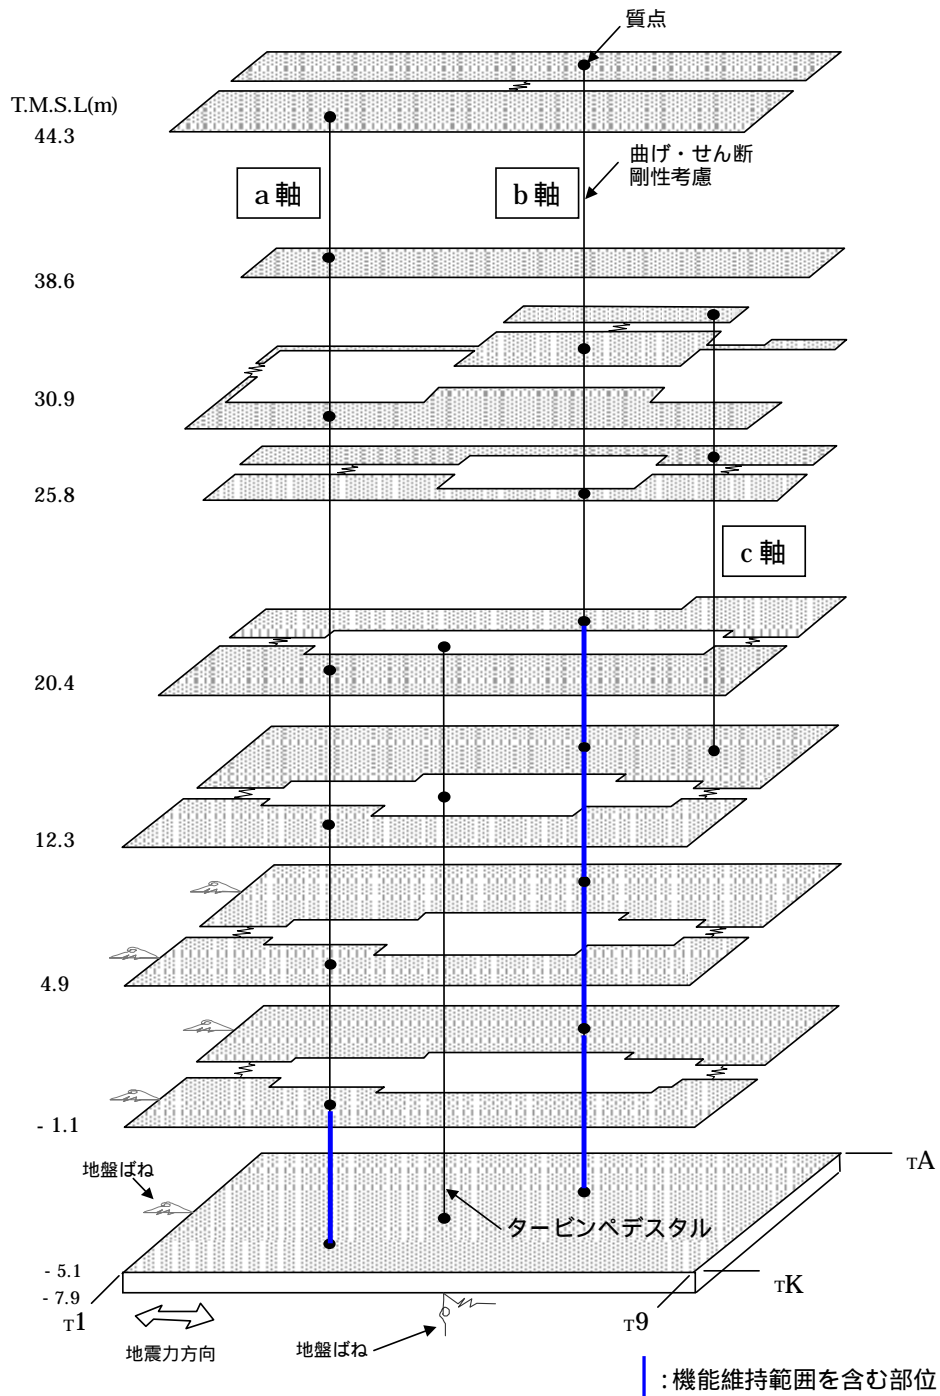 質点
T.M.S.L(m)
44.3
曲げ・せん断
剛性考慮
a 軸
b 軸
38.6
30.9
25.8
c 軸
20.4
12.3
4.9
- 1.1
地盤ばね
TA
タービンペデスタル
- 5.1
- 7.9
TK
T1
T9
地震力方向
地盤ばね
:機能維持範囲を含む部位